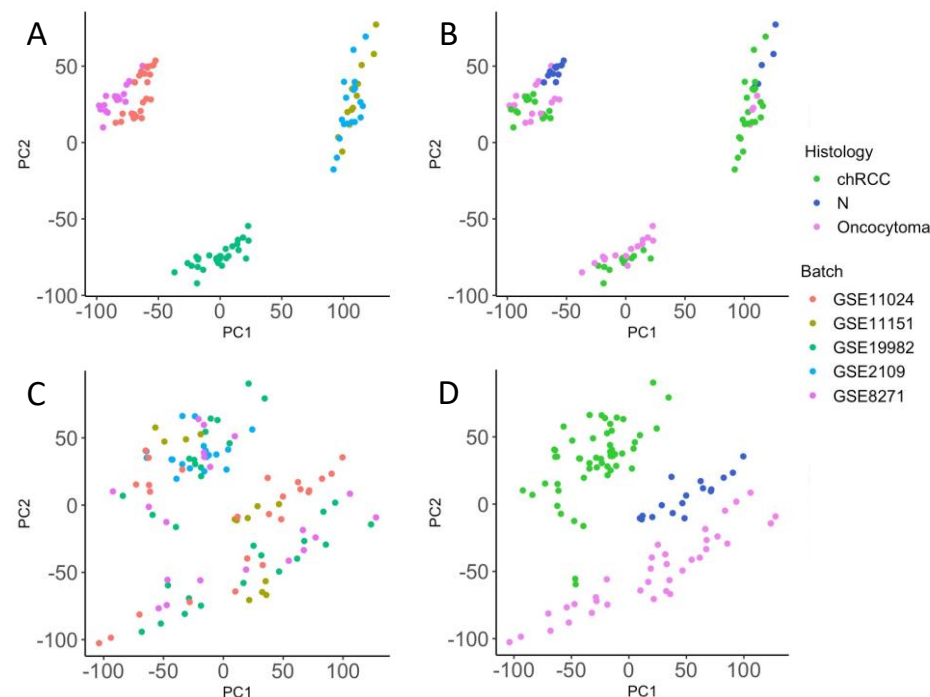 A
PC2
50
0
-50
-100
-100 -50 0 50 100
PC1
B
PC2
50
0
-50
-100
-100 -50 0 50 100
PC1
Histology
chRCC
N
Oncocytoma
Batch
GSE11024
GSE11151
GSE19982
GSE2109
GSE8271
C
PC2
50
0
-50
-100
-100 -50 0 50 100
PC1
D
PC2
50
0
-50
-100
-100 -50 0 50 100
PC1